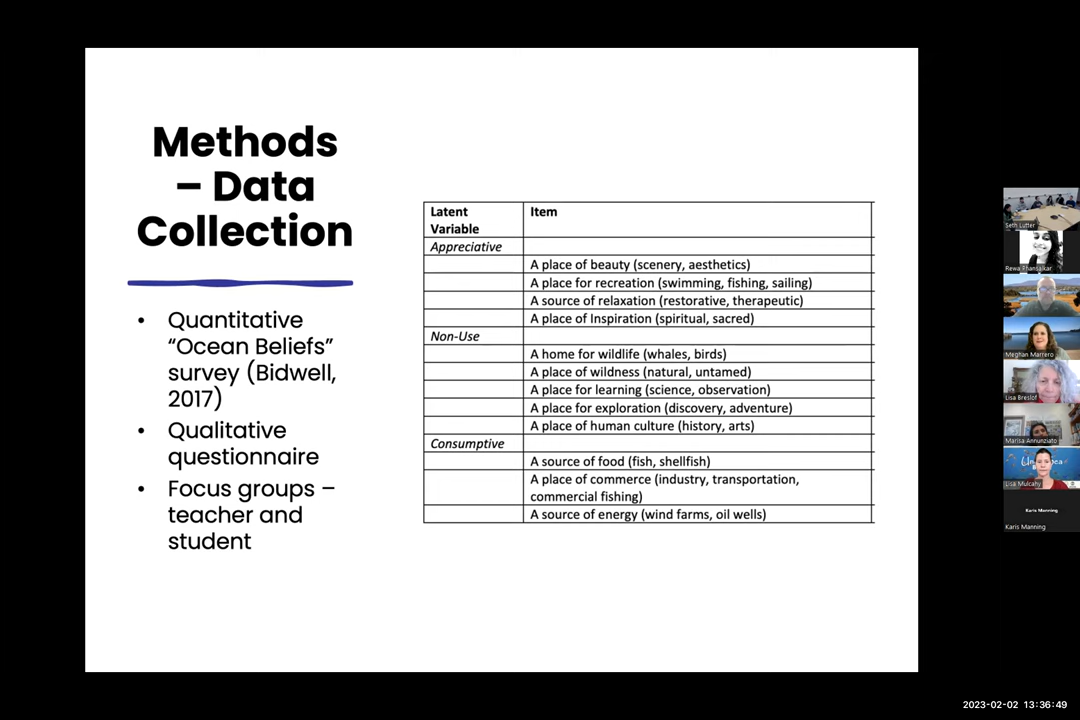 Methods
– Data
Collection
• Quantitative
“Ocean Beliefs”
survey (Bidwell,
2017)
• Qualitative
questionnaire
• Focus groups –
teacher and
student
Latent
Variable
Item
Appreciative
A place of beauty (scenery, aesthetics)
A place for recreation (swimming, fishing, sailing)
A source of relaxation (restorative, therapeutic)
A place of Inspiration (spiritual, sacred)
Non-Use
A home for wildlife (whales, birds)
A place of wildness (natural, untamed)
A place for learning (science, observation)
A place for exploration (discovery, adventure)
A place of human culture (history, arts)
Consumptive
A source of food (fish, shellfish)
A place of commerce (industry, transportation,
commercial fishing)
A source of energy (wind farms, oil wells)
Seth Lutter
Rewa Phansalkar
Meghan Marrero
Lisa Breslof
Marisa Annunziato
Lisa Mulcahy
Karis Manning
Karis Manning
2023-02-02 13:36:49